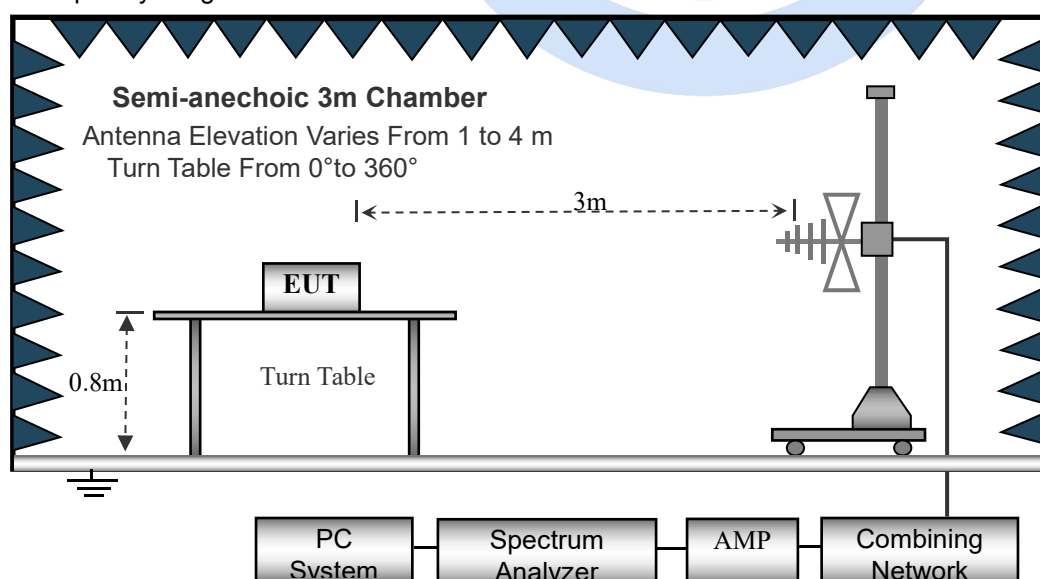 Semi-anechoic 3m Chamber
Antenna Elevation Varies From 1 to 4 m
Turn Table From 0°to 360°
3m
EUT
0.8m
Turn Table
PC
System
Spectrum
Analyzer
AMP
Combining
Network